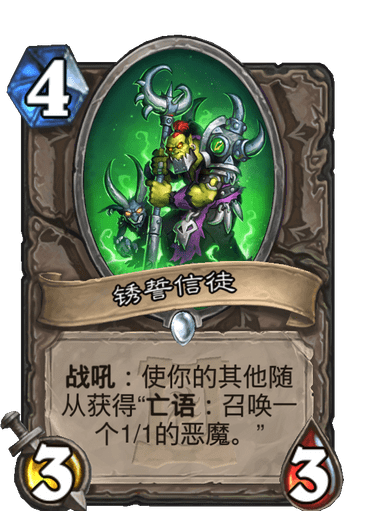 4
锈誓信徒
战吼：使你的其他随
从获得“亡语：召唤一
个1/1的恶魔。”
3
3